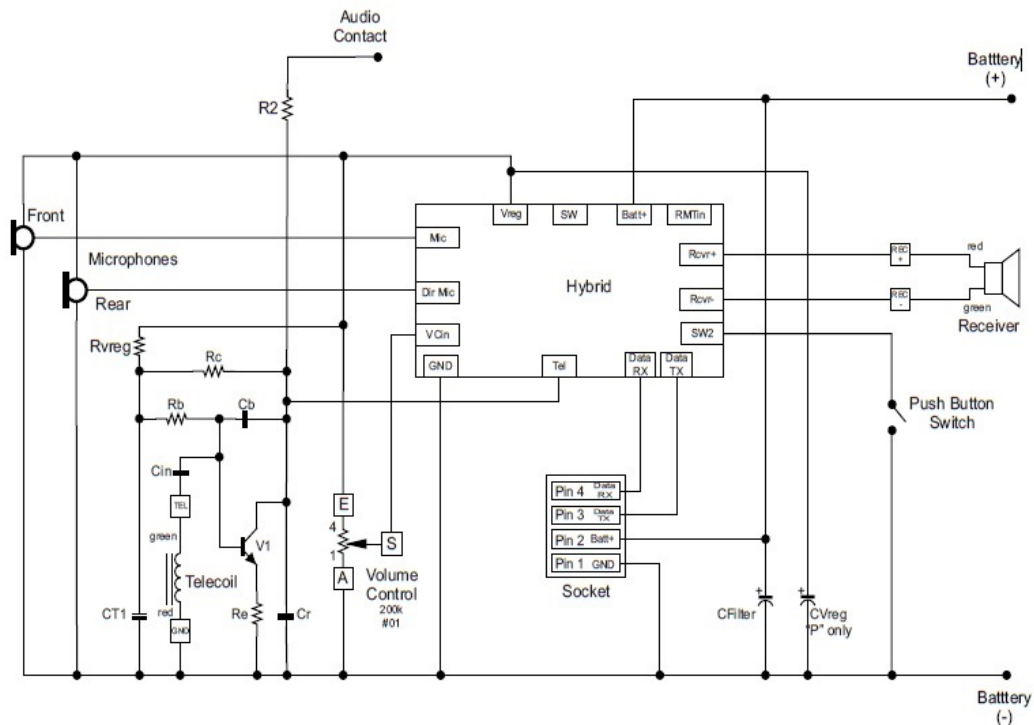 Audio
Contact
Batttery
(+)
R2
Front
Microphones
Rear
Vreg
SW
Batt+
RMTin
Mic
Dir Mic
VCin
GND
Tel
Data
RX
Data
TX
Rcvr+
Rcvr-
SW2
Hybrid
REC
+
REC
-
red
green
Receiver
Rvreg
Rc
Rb
Cb
Cin
TEL
green
Telecoil
red
GND
CT1
V1
Re
Cr
E
4
1
S
A
Volume
Control
200k
#01
Push Button
Switch
Pin 4 Data
RX
Pin 3 Data
TX
Pin 2 Batt+
Pin 1 GND
Socket
+
CFilter
+
CVreg
"P" only
Batttery
(-)